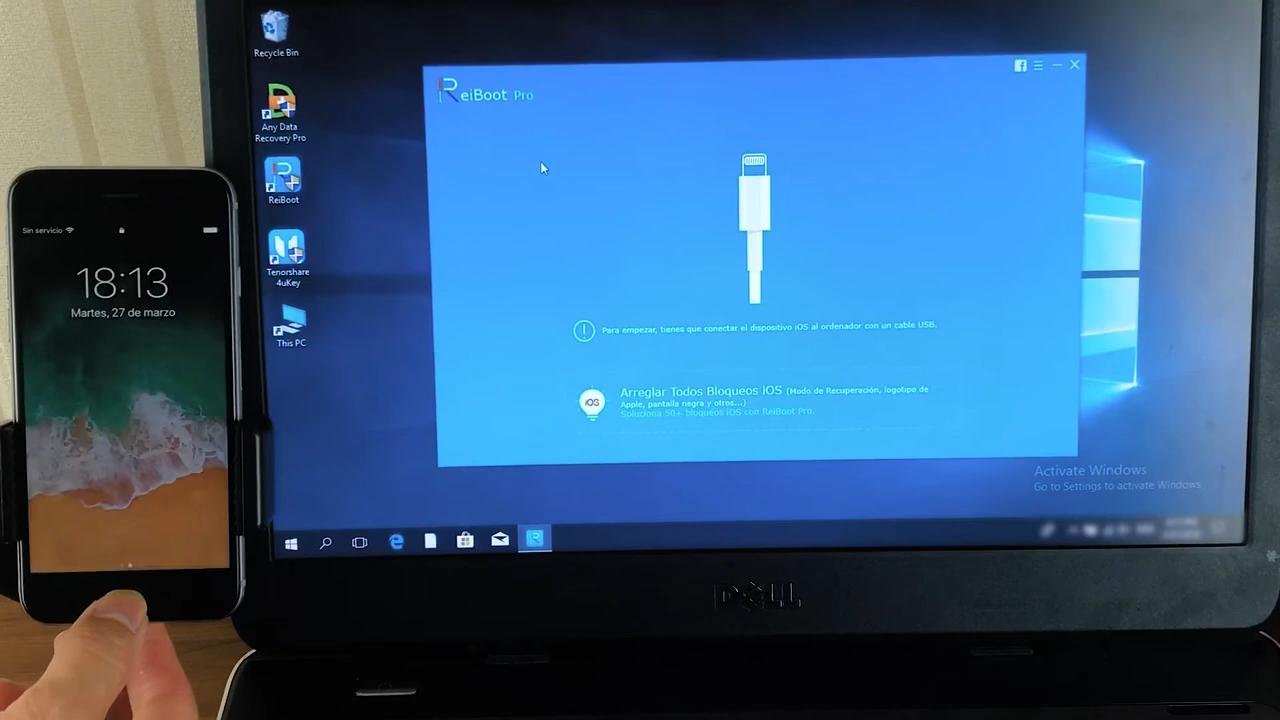 Recycle Bin
Any Data
Recovery Pro
ReiBoot
Tenorshare
4uKey
This PC
ReiBoot Pro
Para empezar, tienes que conectar el dispositivo iOS al ordenador con un cable USB.
iOS
Arreglar Todos Bloqueos iOS (Modo de Recuperación, logotipo de
Apple, pantalla negra y otros...)
Soluciona 50+ bloqueos iOS con ReiBoot Pro.
Activate Windows
Go to Settings to activate Windows.
DELL
Sin servicio
18:13
Martes, 27 de marzo